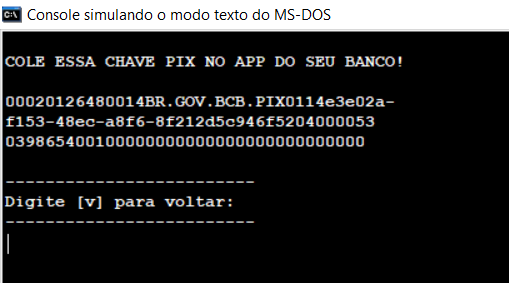 C:\
Console simulando o modo texto do MS-DOS
COLE ESSA CHAVE PIX NO APP DO SEU BANCO!
00020126480014BR.GOV.BCB.PIX0114e3e02a-
f153-48ec-a8f6-8f212d5c946f5204000053
03986540010000000000000000000000000000
-------------------------
Digite [v] para voltar:
-------------------------